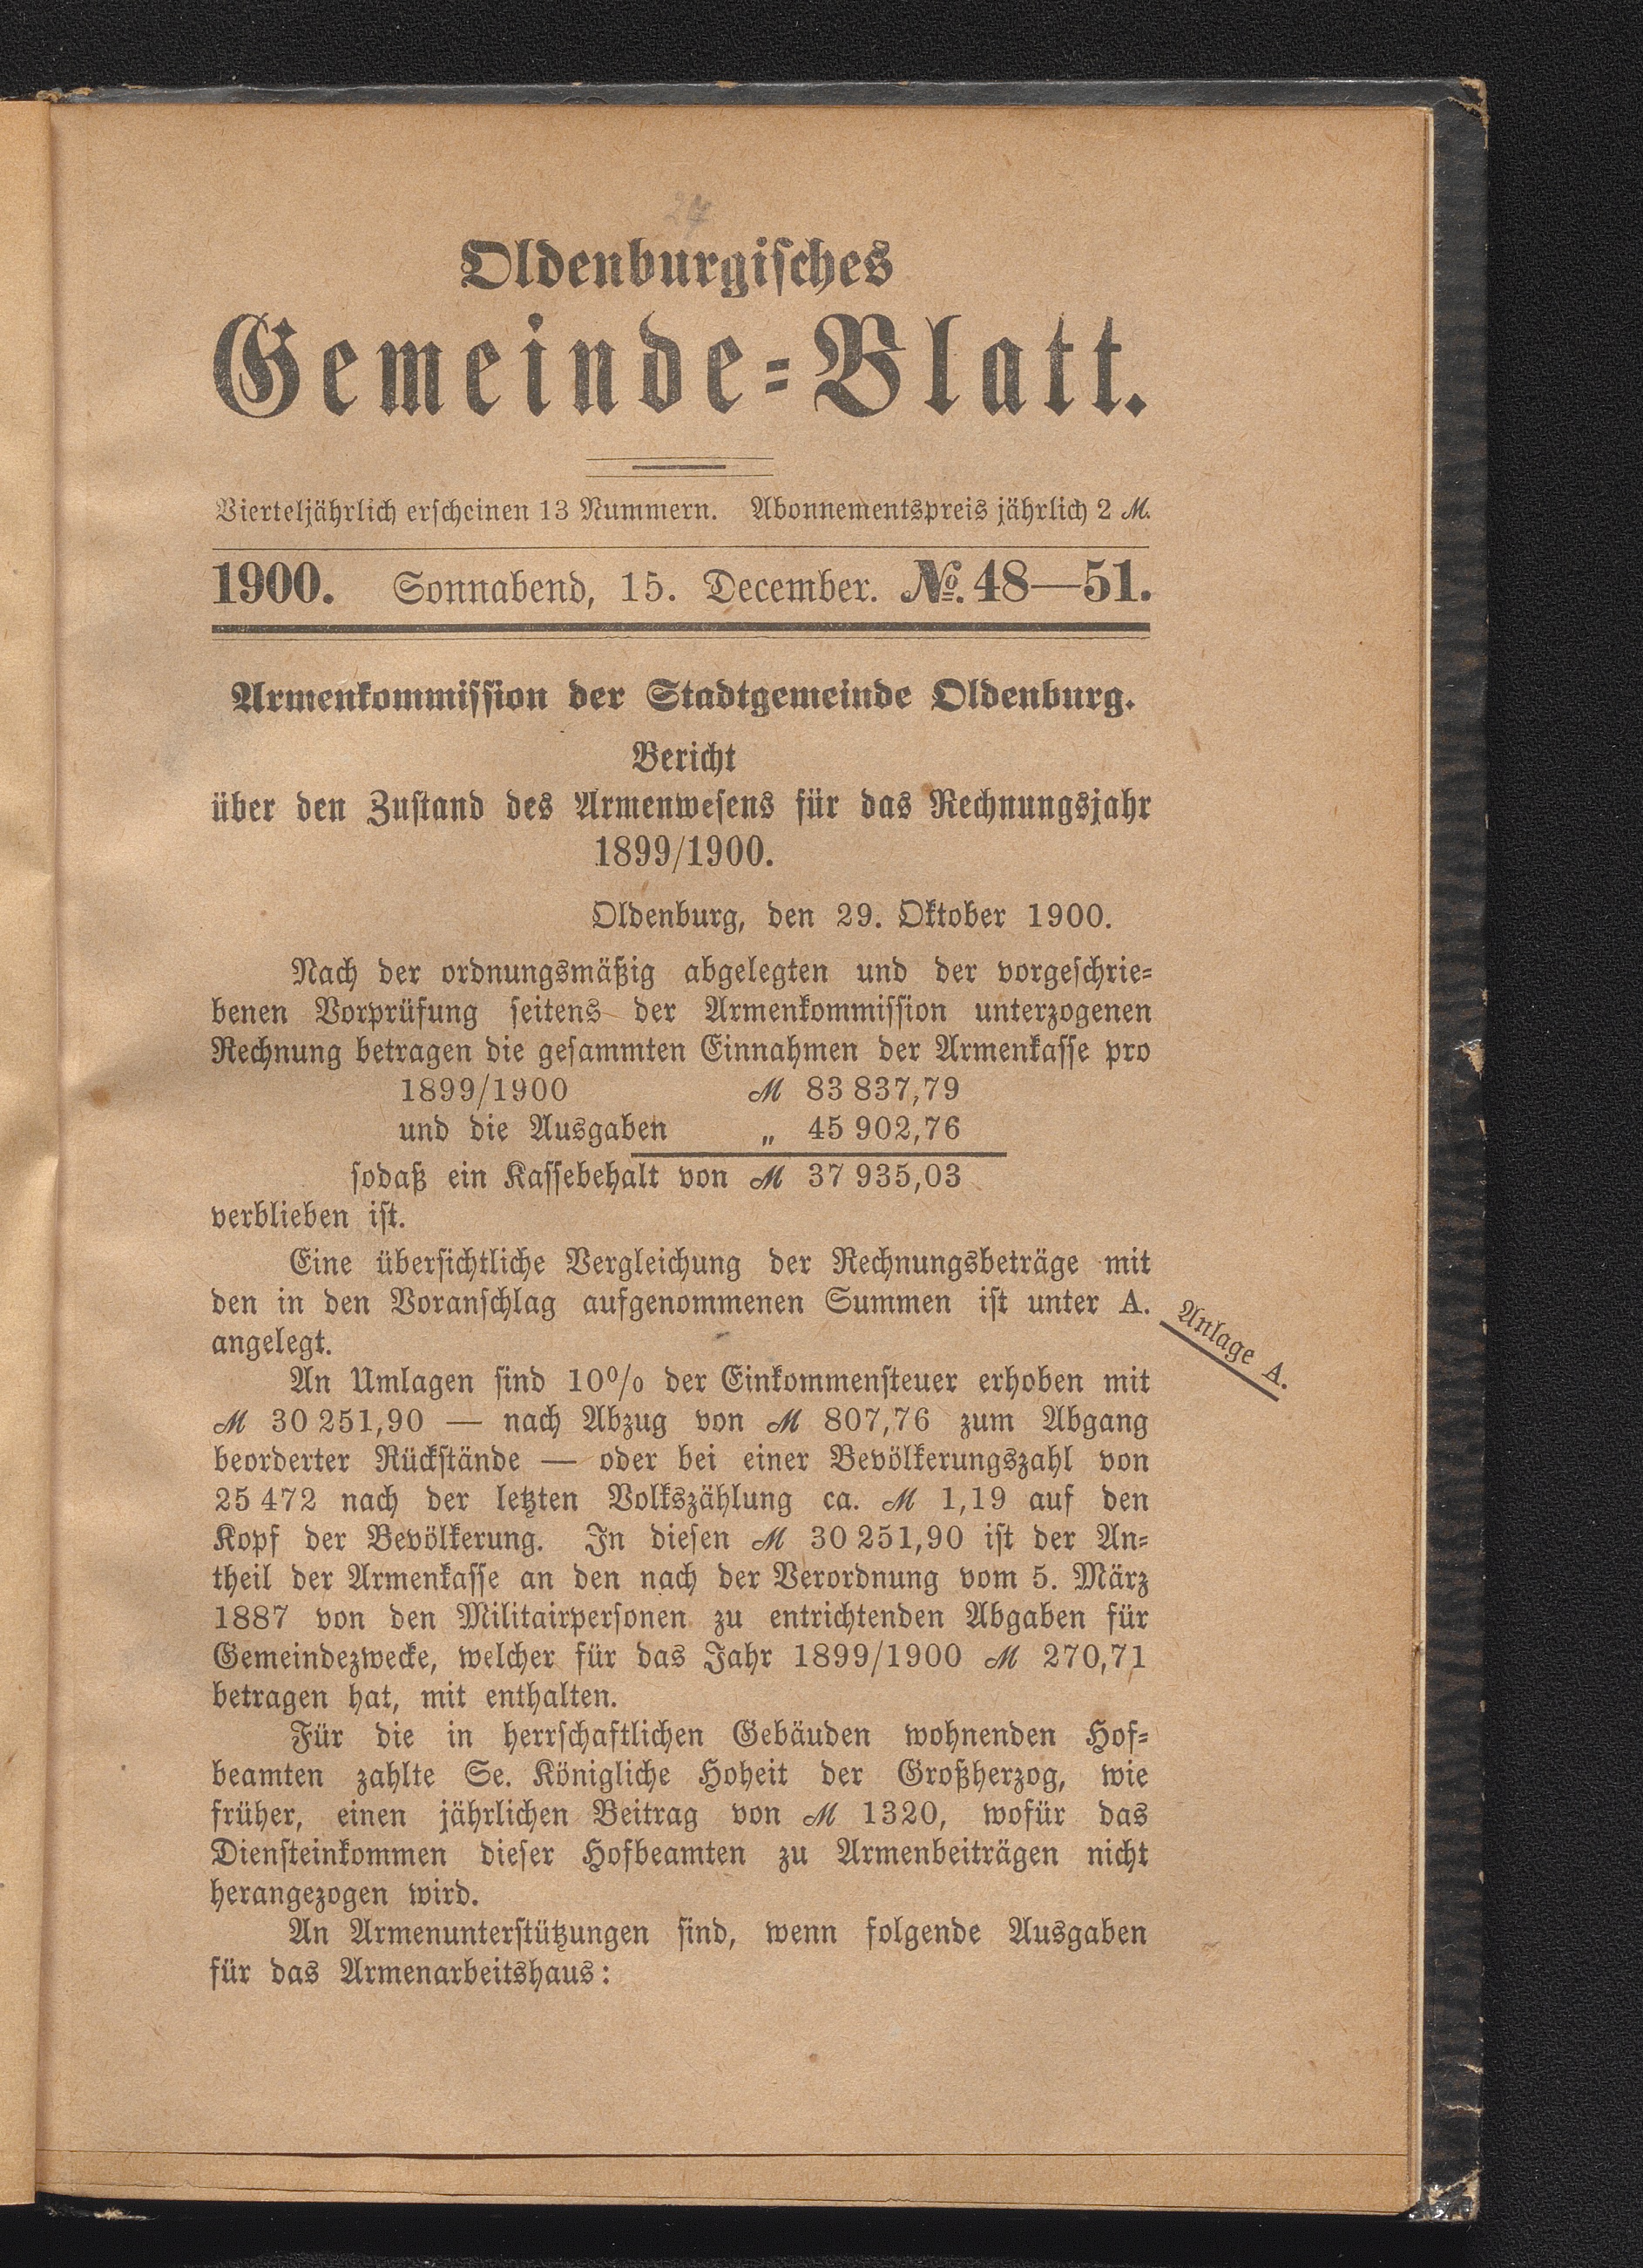 24
Oldenburgisches
Gemeinde=Blatt.
Vierteljährlich erscheinen 13 Nummern. Abonnementspreis jährlich 2 M.
1900. Sonnabend, 15. December. No. 48—51.
Armenkommission der Stadtgemeinde Oldenburg.
Bericht
über den Zustand des Armenwesens für das Rechnungsjahr
1899/1900.
Oldenburg, den 29. Oktober 1900.
Nach der ordnungsmäßig abgelegten und der vorgeschrie=
benen Vorprüfung seitens der Armenkommission unterzogenen
Rechnung betragen die gesammten Einnahmen der Armenkasse pro
1899/1900 M 83 837,79
und die Ausgaben „ 45 902,76
sodaß ein Kassebehalt von M 37 935,03
verblieben ist.
Eine übersichtliche Vergleichung der Rechnungsbeträge mit
den in den Voranschlag aufgenommenen Summen ist unter A.
Anlage A.
angelegt.
An Umlagen sind 10% der Einkommensteuer erhoben mit
M 30 251,90 — nach Abzug von M 807,76 zum Abgang
beorderter Rückstände — oder bei einer Bevölkerungszahl von
25 472 nach der letzten Volkszählung ca. M 1,19 auf den
Kopf der Bevölkerung. In diesen M 30 251,90 ist der An=
theil der Armenkasse an den nach der Verordnung vom 5. März
1887 von den Militairpersonen zu entrichtenden Abgaben für
Gemeindezwecke, welcher für das Jahr 1899/1900 M 270,71
betragen hat, mit enthalten.
Für die in herrschaftlichen Gebäuden wohnenden Hof=
beamten zahlte Se. Königliche Hoheit der Großherzog, wie
früher, einen jährlichen Beitrag von M 1320, wofür das
Diensteinkommen dieser Hofbeamten zu Armenbeiträgen nicht
herangezogen wird.
An Armenunterstützungen sind, wenn folgende Ausgaben
für das Armenarbeitshaus: